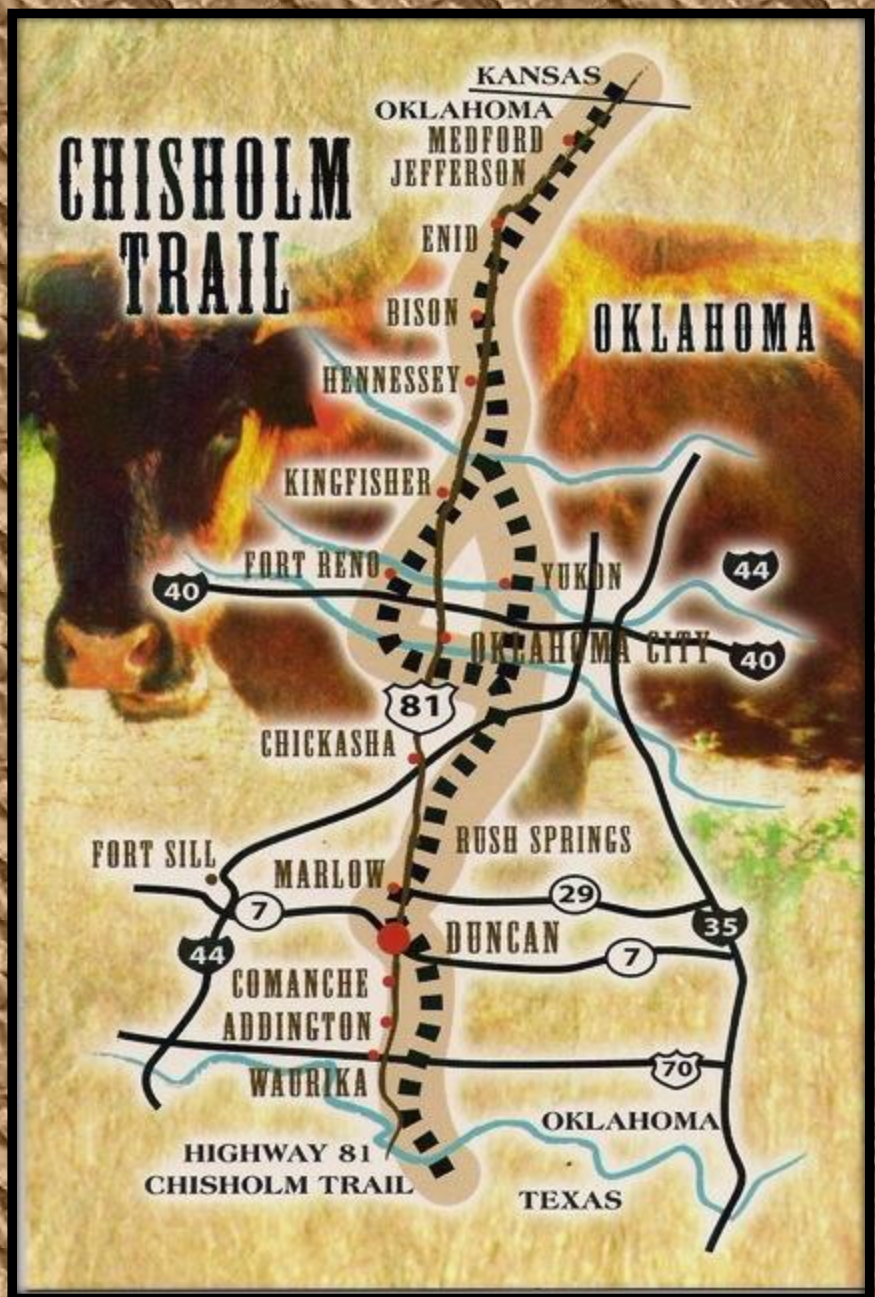 KANSAS
OKLAHOMA
MEDFORD
JEFFERSON
CHISHOLM
TRAIL
ENID
BISON
OKLAHOMA
HENNESSEY
KINGFISHER
FORT RENO
YUKON
44
40
OKLAHOMA CITY
40
81
CHICKASHA
RUSH SPRINGS
FORT SILL
MARLOW
29
7
35
DUNCAN
44
7
COMANCHE
ADDINGTON
70
WAURIKA
OKLAHOMA
HIGHWAY 81
CHISHOLM TRAIL
TEXAS